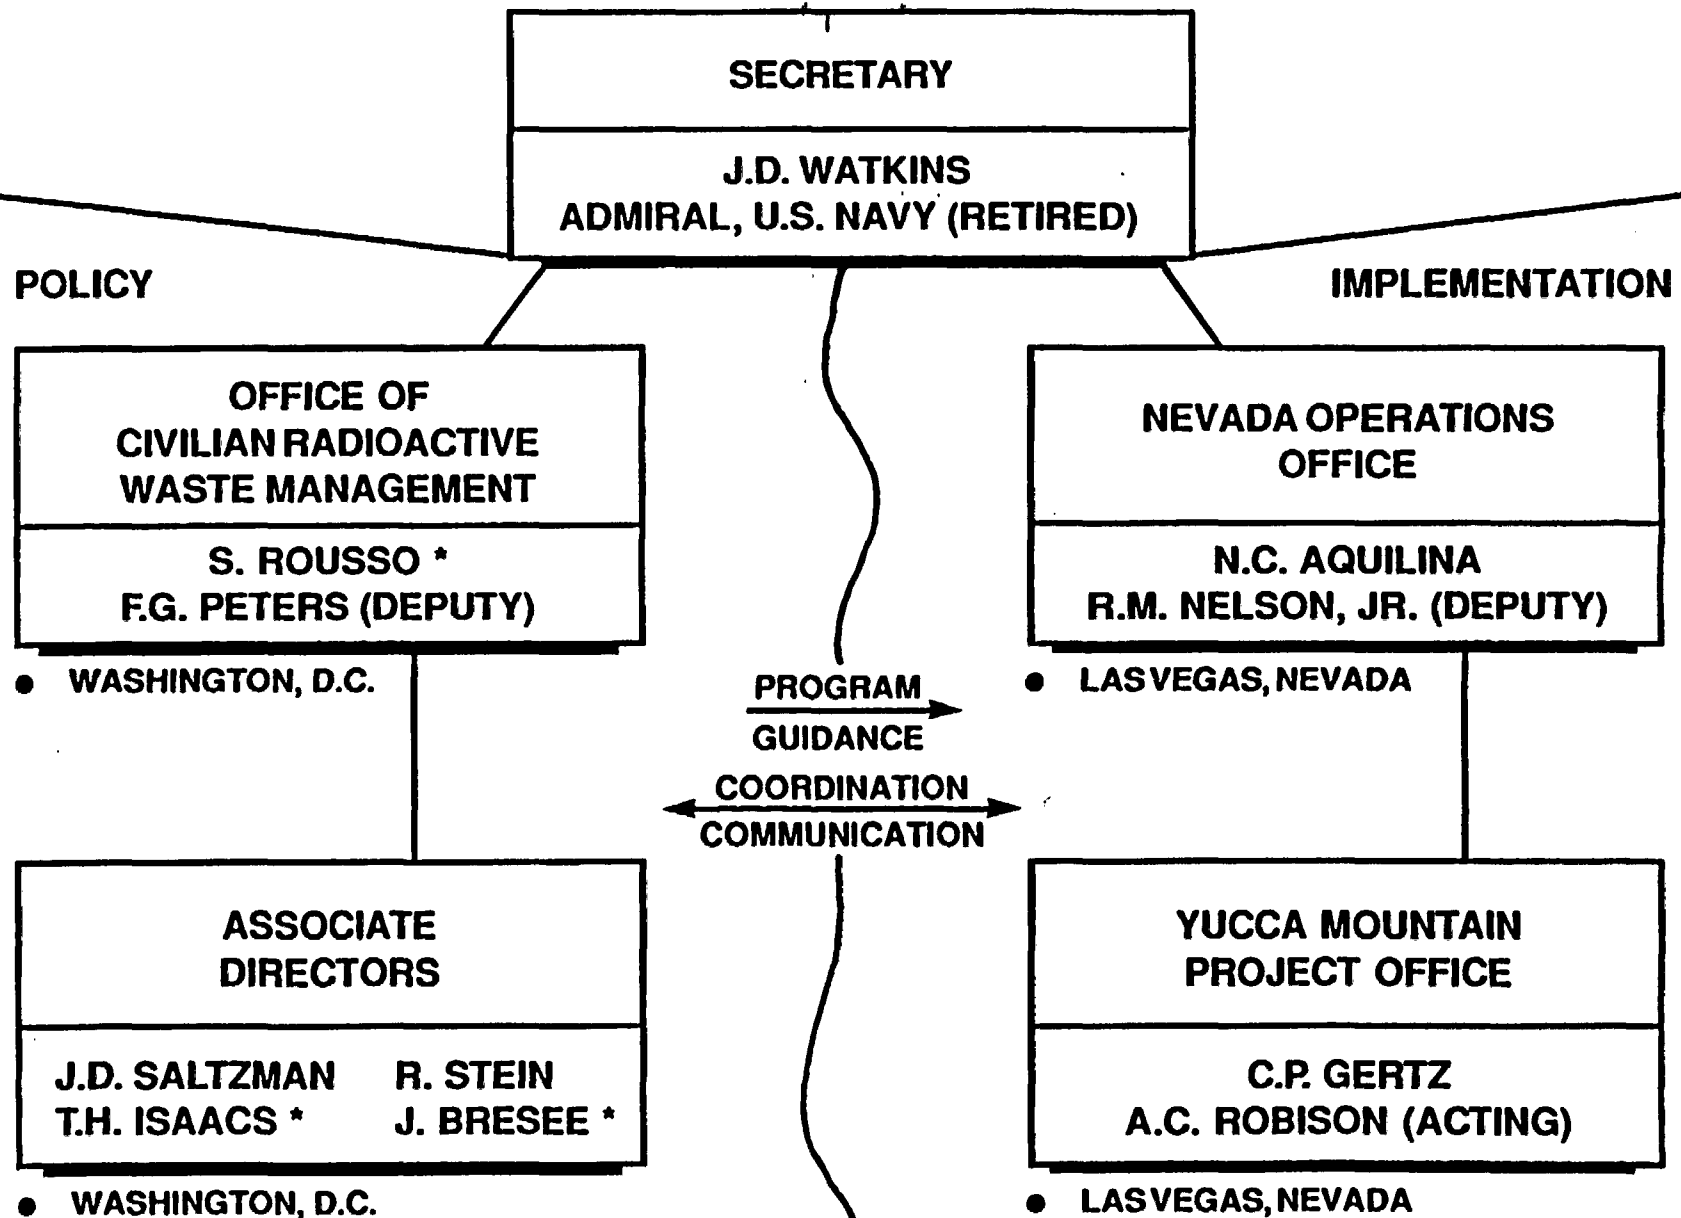 SECRETARY
J.D. WATKINS
ADMIRAL, U.S. NAVY (RETIRED)
POLICY
IMPLEMENTATION
OFFICE OF
CIVILIAN RADIOACTIVE
WASTE MANAGEMENT
S. ROUSSO *
F.G. PETERS (DEPUTY)
• WASHINGTON, D.C.
NEVADA OPERATIONS
OFFICE
N.C. AQUILINA
R.M. NELSON, JR. (DEPUTY)
• LAS VEGAS, NEVADA
PROGRAM
GUIDANCE
COORDINATION
COMMUNICATION
ASSOCIATE
DIRECTORS
J.D. SALTZMAN R. STEIN
T.H. ISAACS * J. BRESEE *
• WASHINGTON, D.C.
YUCCA MOUNTAIN
PROJECT OFFICE
C.P. GERTZ
A.C. ROBISON (ACTING)
• LAS VEGAS, NEVADA